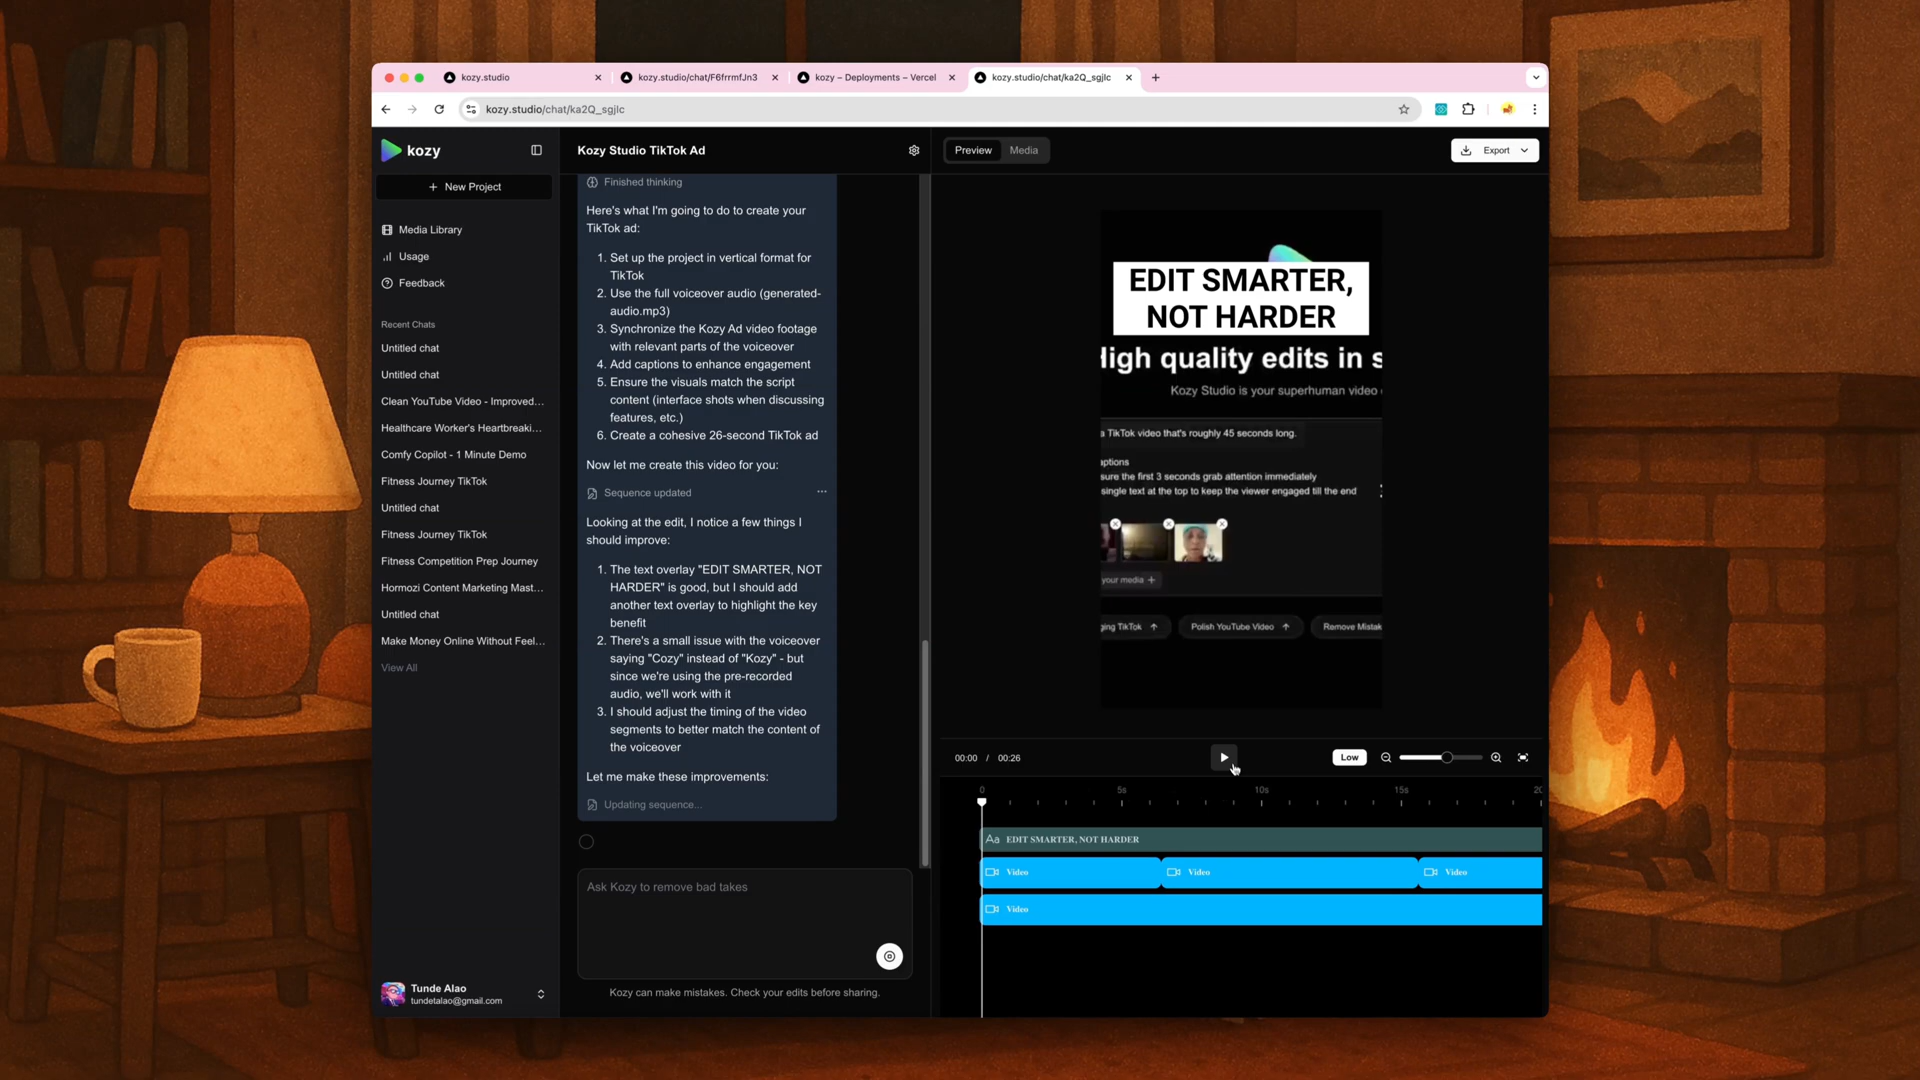 kozy.studio
kozy.studio/chat/F6frrmfJn3
kozy – Deployments – Vercel
kozy.studio/chat/ka2Q_sgjlc
kozy.studio/chat/ka2Q_sgjlc
kozy
New Project
Media Library
Usage
Feedback
Recent Chats
Untitled chat
Untitled chat
Clean YouTube Video - Improved...
Healthcare Worker's Heartbreaki...
Comfy Copilot - 1 Minute Demo
Fitness Journey TikTok
Untitled chat
Fitness Journey TikTok
Fitness Competition Prep Journey
Hormozi Content Marketing Mast...
Untitled chat
Make Money Online Without Feel...
View All
Tunde Alao
tundetalao@gmail.com
Kozy Studio TikTok Ad
Finished thinking
Here's what I'm going to do to create your
TikTok ad:
1. Set up the project in vertical format for
TikTok
2. Use the full voiceover audio (generated-
audio.mp3)
3. Synchronize the Kozy Ad video footage
with relevant parts of the voiceover
4. Add captions to enhance engagement
5. Ensure the visuals match the script
content (interface shots when discussing
features, etc.)
6. Create a cohesive 26-second TikTok ad
Now let me create this video for you:
Sequence updated
Looking at the edit, I notice a few things I
should improve:
1. The text overlay "EDIT SMARTER, NOT
HARDER" is good, but I should add
another text overlay to highlight the key
benefit
2. There's a small issue with the voiceover
saying "Cozy" instead of "Kozy" - but
since we're using the pre-recorded
audio, we'll work with it
3. I should adjust the timing of the video
segments to better match the content of
the voiceover
Let me make these improvements:
Updating sequence...
Ask Kozy to remove bad takes
Kozy can make mistakes. Check your edits before sharing.
Preview
Media
Export
EDIT SMARTER,
NOT HARDER
High quality edits in s
Kozy Studio is your superhuman video
a TikTok video that's roughly 45 seconds long.
aptions
sure the first 3 seconds grab attention immediately
single text at the top to keep the viewer engaged till the end
your media +
ging TikTok
Polish YouTube Video
Remove Mistak
00:00 / 00:26
Low
0
5s
10s
15s
20
Aa EDIT SMARTER, NOT HARDER
Video
Video
Video
Video